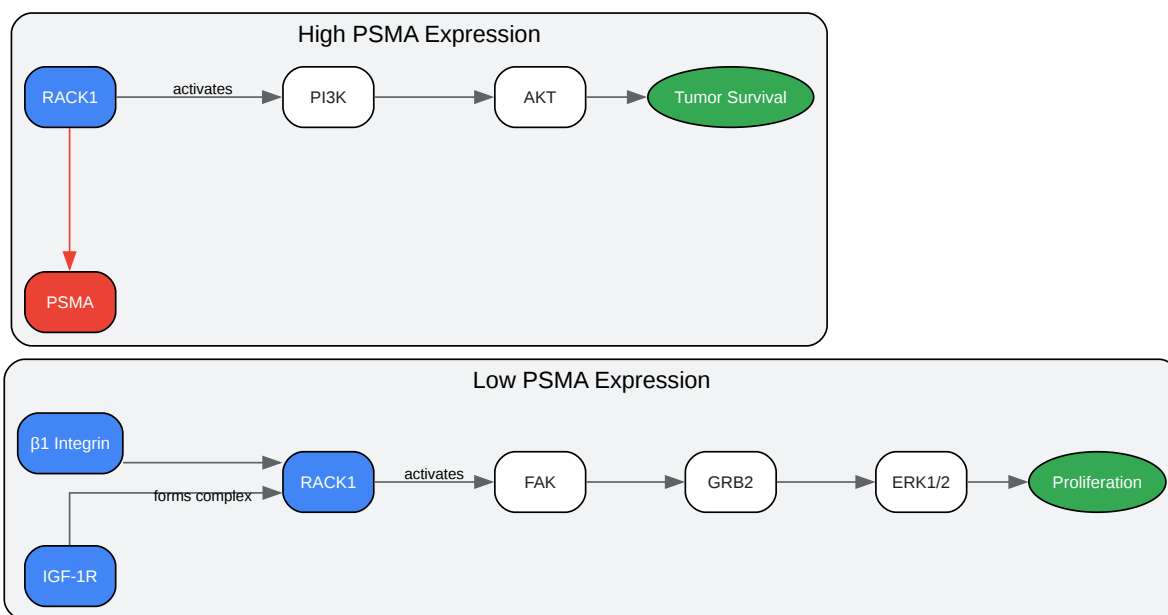 High PSMA Expression
RACK1
activates
PI3K
AKT
Tumor Survival
PSMA
Low PSMA Expression
β1 Integrin
RACK1
activates
FAK
GRB2
ERK1/2
Proliferation
forms complex
IGF-1R